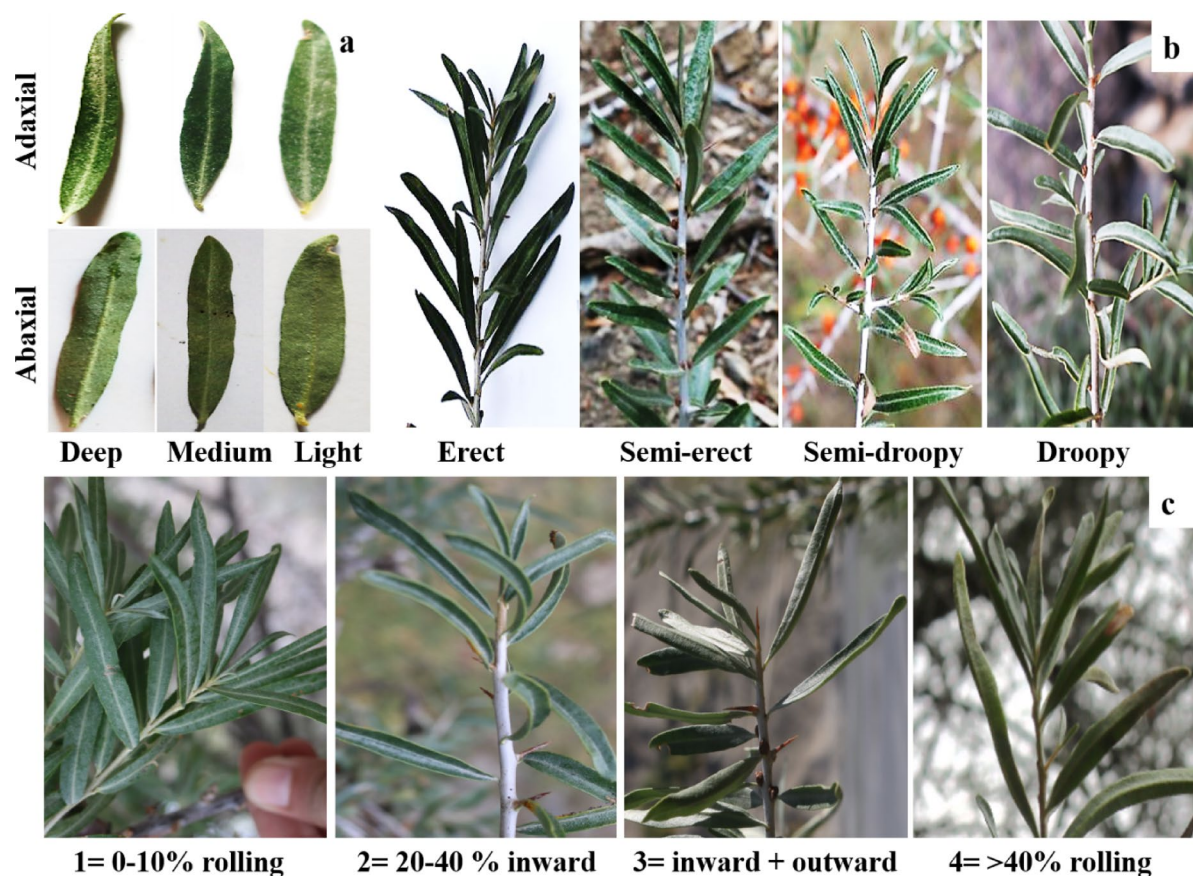 a
b
Adaxial
Abaxial
Deep
Medium
Light
Erect
Semi-erect
Semi-droopy
Droopy
c
1= 0-10% rolling
2= 20-40 % inward
3= inward + outward
4= >40% rolling